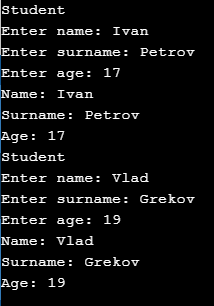 Student
Enter name: Ivan
Enter surname: Petrov
Enter age: 17
Name: Ivan
Surname: Petrov
Age: 17
Student
Enter name: Vlad
Enter surname: Grekov
Enter age: 19
Name: Vlad
Surname: Grekov
Age: 19